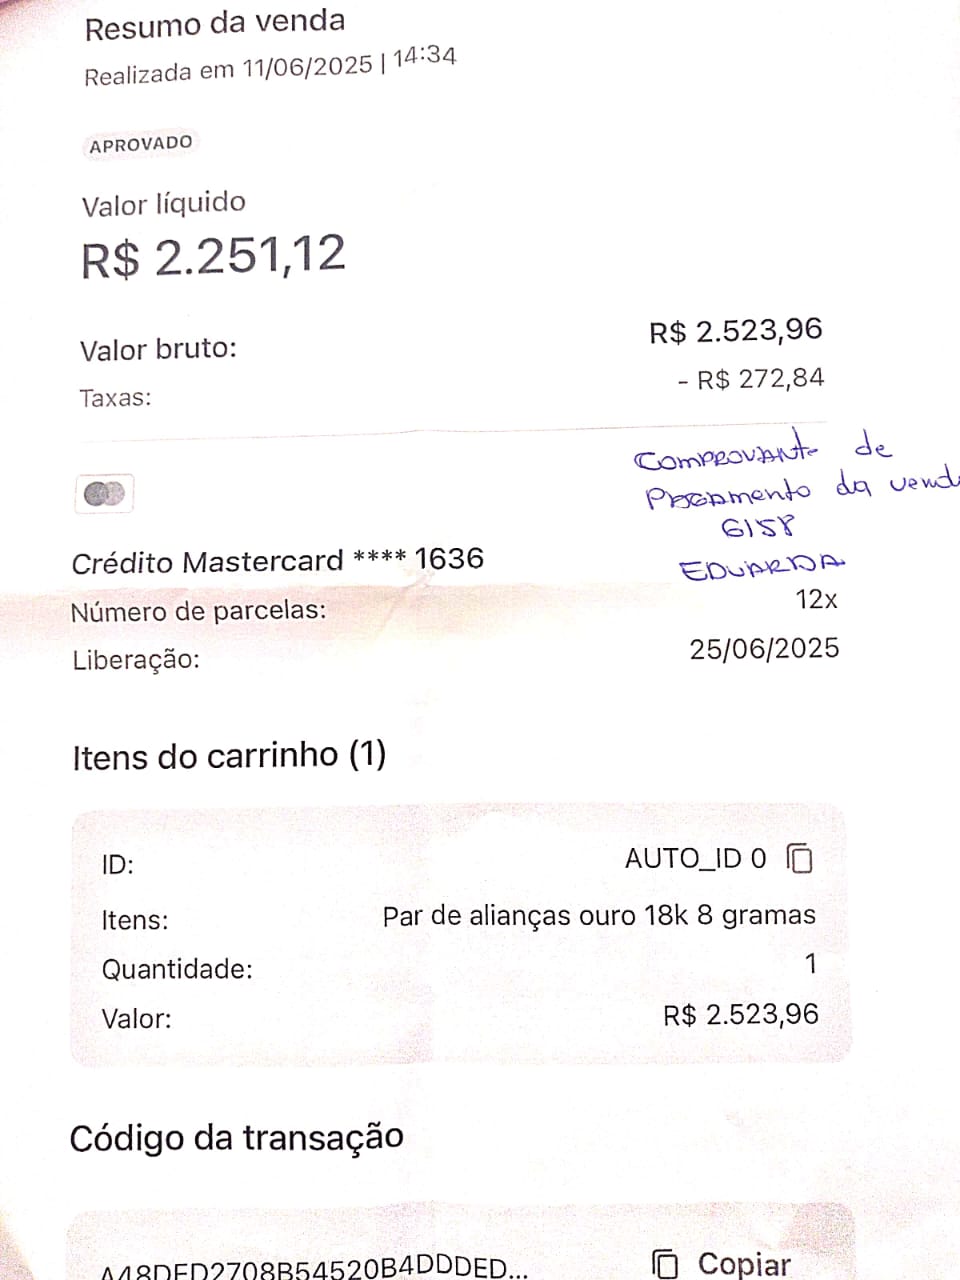 Resumo da venda
Realizada em 11/06/2025 | 14:34
APROVADO
Valor líquido
R$ 2.251,12
Valor bruto: R$ 2.523,96
Taxas: - R$ 272,84
Comprovante de
Pagamento da vend
6158
EDUARDA
Crédito Mastercard **** 1636
Número de parcelas: 12x
Liberação: 25/06/2025
Itens do carrinho (1)
ID: AUTO_ID 0
Itens: Par de alianças ouro 18k 8 gramas
Quantidade: 1
Valor: R$ 2.523,96
Código da transação
A48DED2708B54520B4DDDED... Copiar